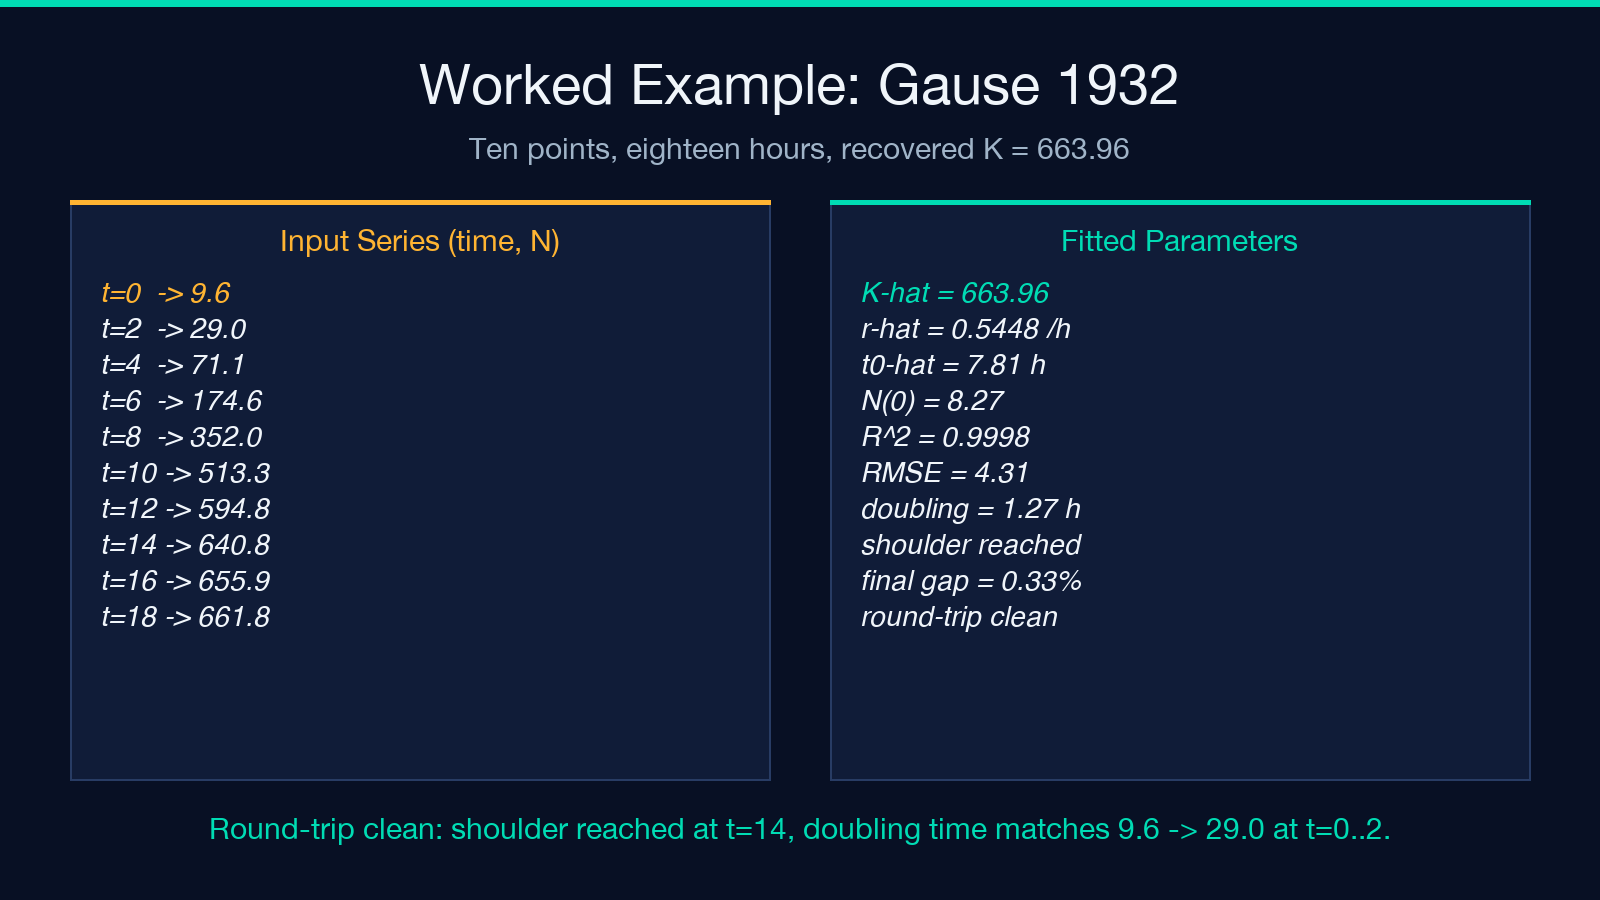 Worked Example: Gause 1932
Ten points, eighteen hours, recovered K = 663.96
Input Series (time, N)
t=0 -> 9.6
t=2 -> 29.0
t=4 -> 71.1
t=6 -> 174.6
t=8 -> 352.0
t=10 -> 513.3
t=12 -> 594.8
t=14 -> 640.8
t=16 -> 655.9
t=18 -> 661.8
Fitted Parameters
K-hat = 663.96
r-hat = 0.5448 /h
t0-hat = 7.81 h
N(0) = 8.27
R^2 = 0.9998
RMSE = 4.31
doubling = 1.27 h
shoulder reached
final gap = 0.33%
round-trip clean
Round-trip clean: shoulder reached at t=14, doubling time matches 9.6 -> 29.0 at t=0..2.